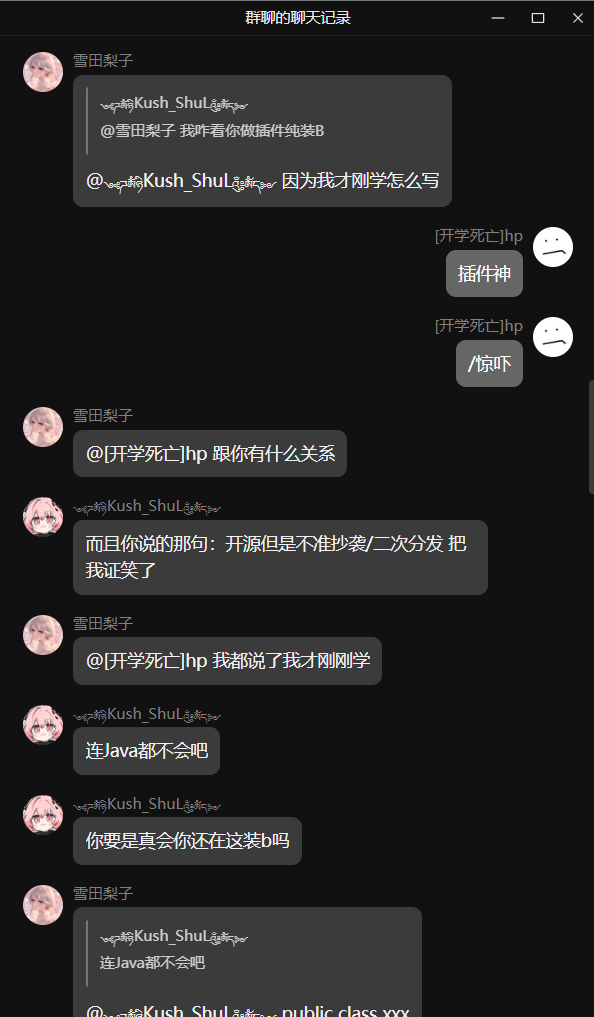 群聊的聊天记录
雪田梨子
Kush_ShuL
@雪田梨子 我咋看你做插件纯装B
@Kush_ShuL 因为我才刚学怎么写
[开学死亡]hp
插件神
[开学死亡]hp
/惊吓
雪田梨子
@[开学死亡]hp 跟你有什么关系
Kush_ShuL
而且你说的那句：开源但是不准抄袭/二次分发 把
我证笑了
雪田梨子
@[开学死亡]hp 我都说了我才刚刚学
Kush_ShuL
连Java都不会吧
Kush_ShuL
你要是真会你还在这装b吗
雪田梨子
Kush_ShuL
连Java都不会吧
@Kush_ShuL public class xxx